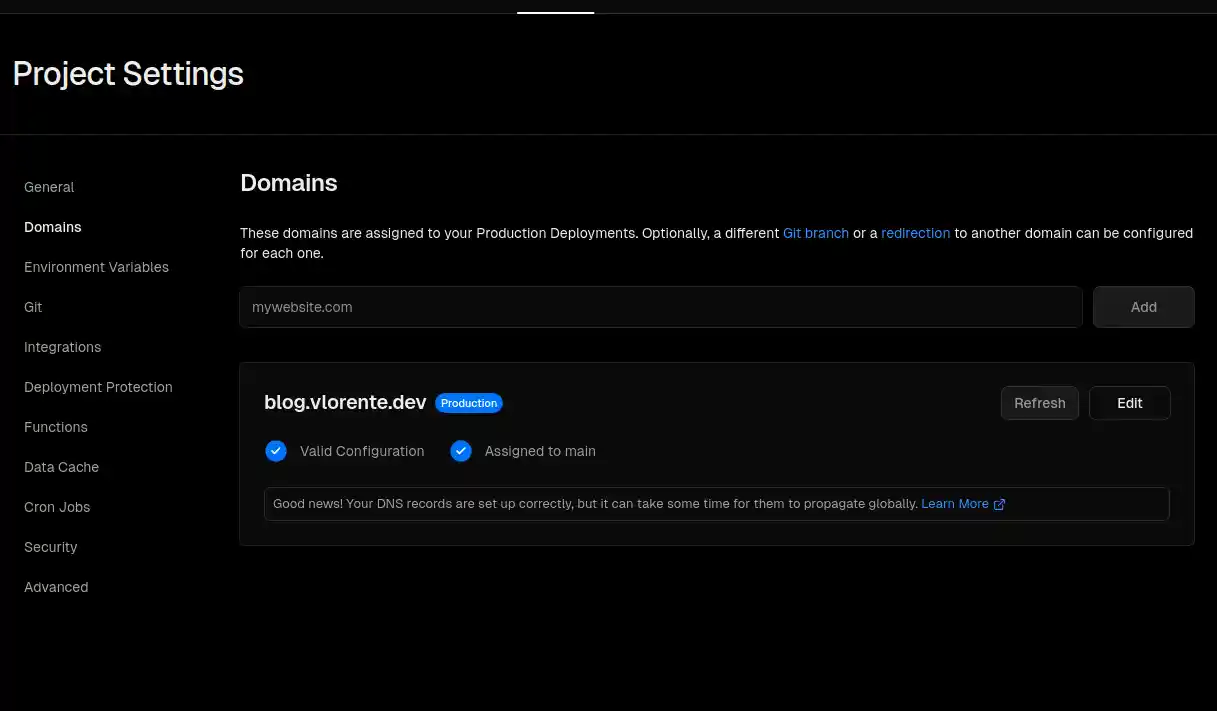 Project Settings
General
Domains
Environment Variables
Git
Integrations
Deployment Protection
Functions
Data Cache
Cron Jobs
Security
Advanced
Domains
These domains are assigned to your Production Deployments. Optionally, a different Git branch or a redirection to another domain can be configured
for each one.
mywebsite.com
Add
blog.vlorente.dev Production
Refresh
Edit
Valid Configuration
Assigned to main
Good news! Your DNS records are set up correctly, but it can take some time for them to propagate globally. Learn More